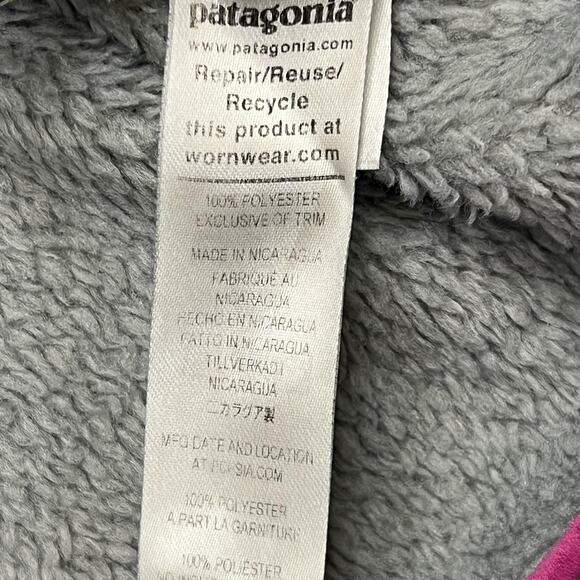 patagonia
www.patagonia.com
Repair/Reuse/
Recycle
this product at
wornwear.com
100% POLYESTER
EXCLUSIVE OF TRIM
MADE IN NICARAGUA
FABRIQUÉ AU
NICARAGUA
HECHO EN NICARAGUA
FATTO IN NICARAGUA
TILLVERKAD I
NICARAGUA
ニカラグア製
MFG DATE AND LOCATION
AT
100% POLYESTER
A PART LA GARNITURE
100% POLIÉSTER